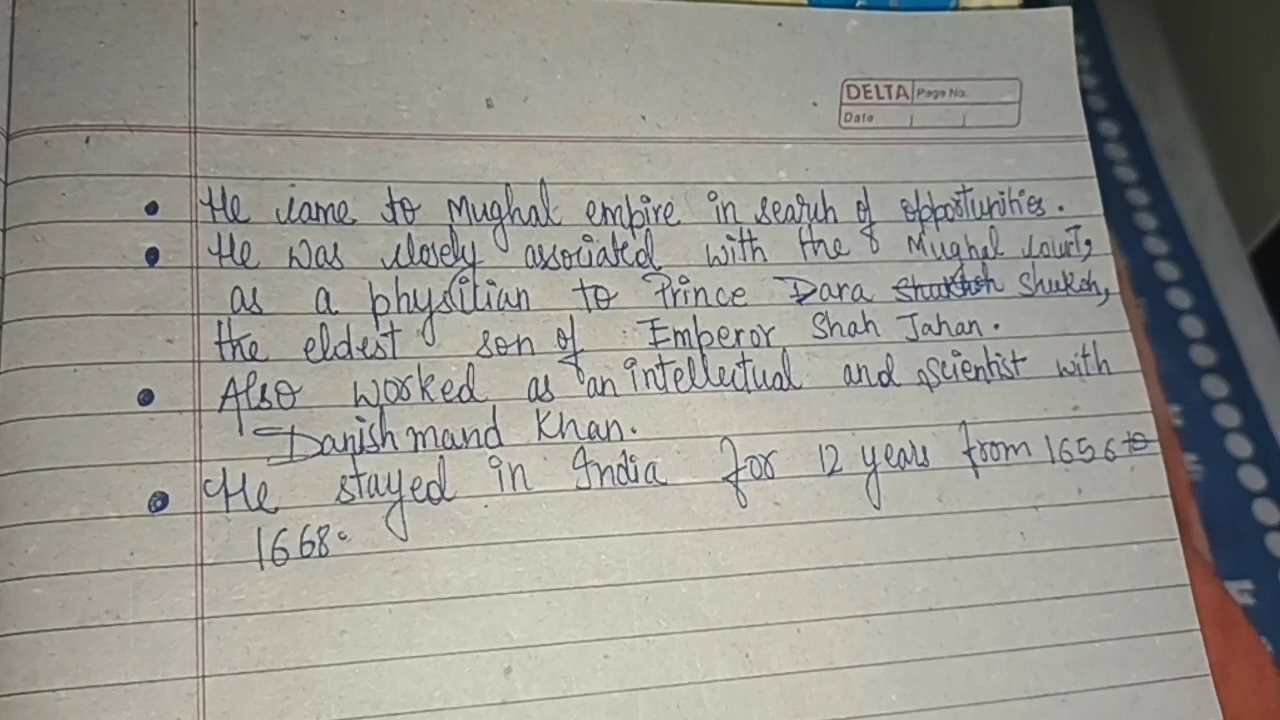 DELTA Page No.
Date
• He came to Mughal empire in search of opportunities.
• He was closely associated with the Mughal court,
as a physitian to Prince Dara Shukoh,
the eldest son of Emperor Shah Jahan.
• Also worked as an intellectual and scientist with
Danishmand Khan.
• He stayed in India for 12 years from 1656 to
1668.